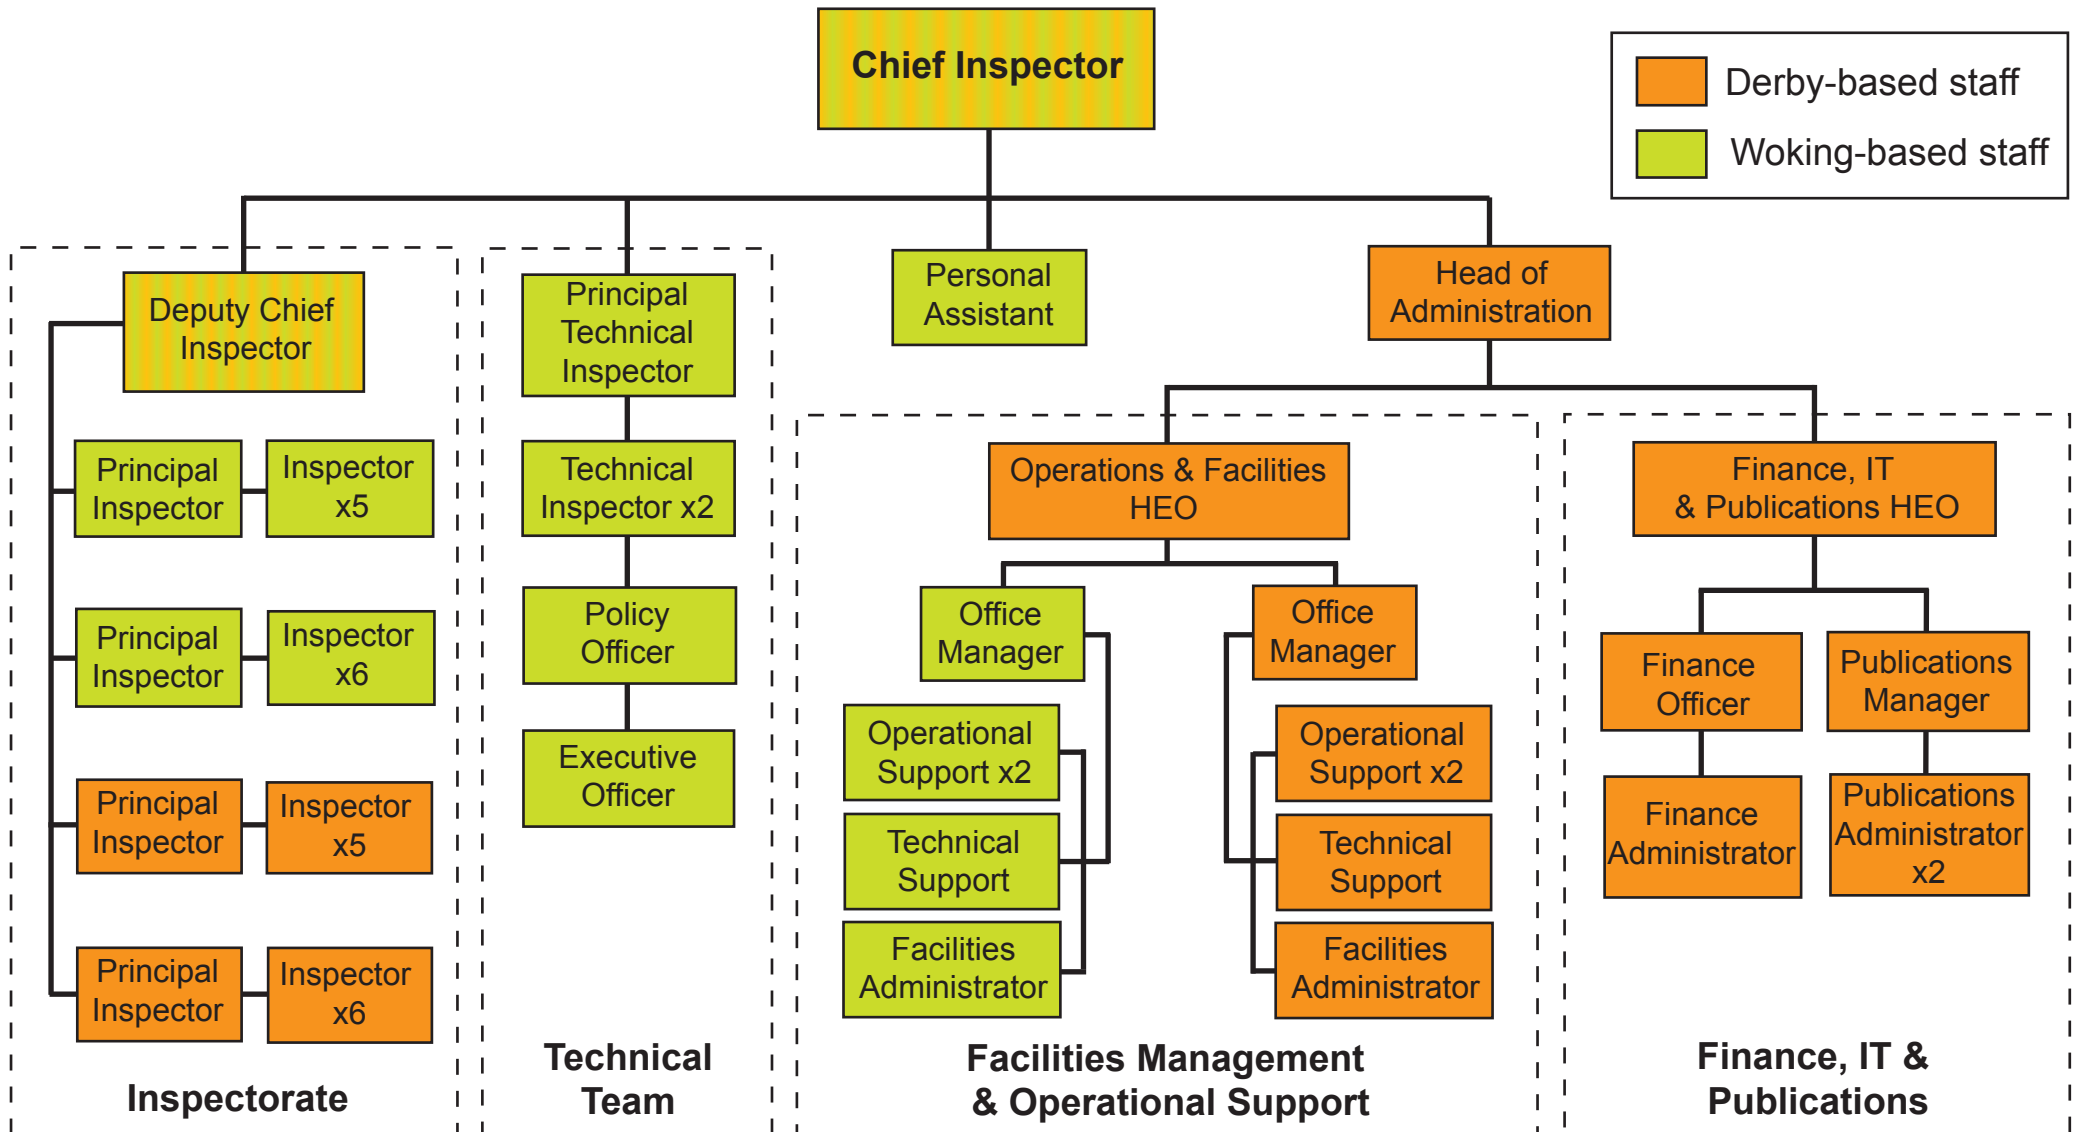 Chief Inspector
Derby-based staff
Woking-based staff
Deputy Chief
Inspector
Principal
Inspector
Inspector
x5
Principal
Inspector
Inspector
x6
Principal
Inspector
Inspector
x5
Principal
Inspector
Inspector
x6
Inspectorate
Principal
Technical
Inspector
Technical
Inspector x2
Policy
Officer
Executive
Officer
Technical
Team
Personal
Assistant
Head of
Administration
Operations & Facilities
HEO
Office
Manager
Operational
Support x2
Technical
Support
Facilities
Administrator
Office
Manager
Operational
Support x2
Technical
Support
Facilities
Administrator
Facilities Management
& Operational Support
Finance, IT
& Publications HEO
Finance
Officer
Finance
Administrator
Publications
Manager
Publications
Administrator
x2
Finance, IT &
Publications